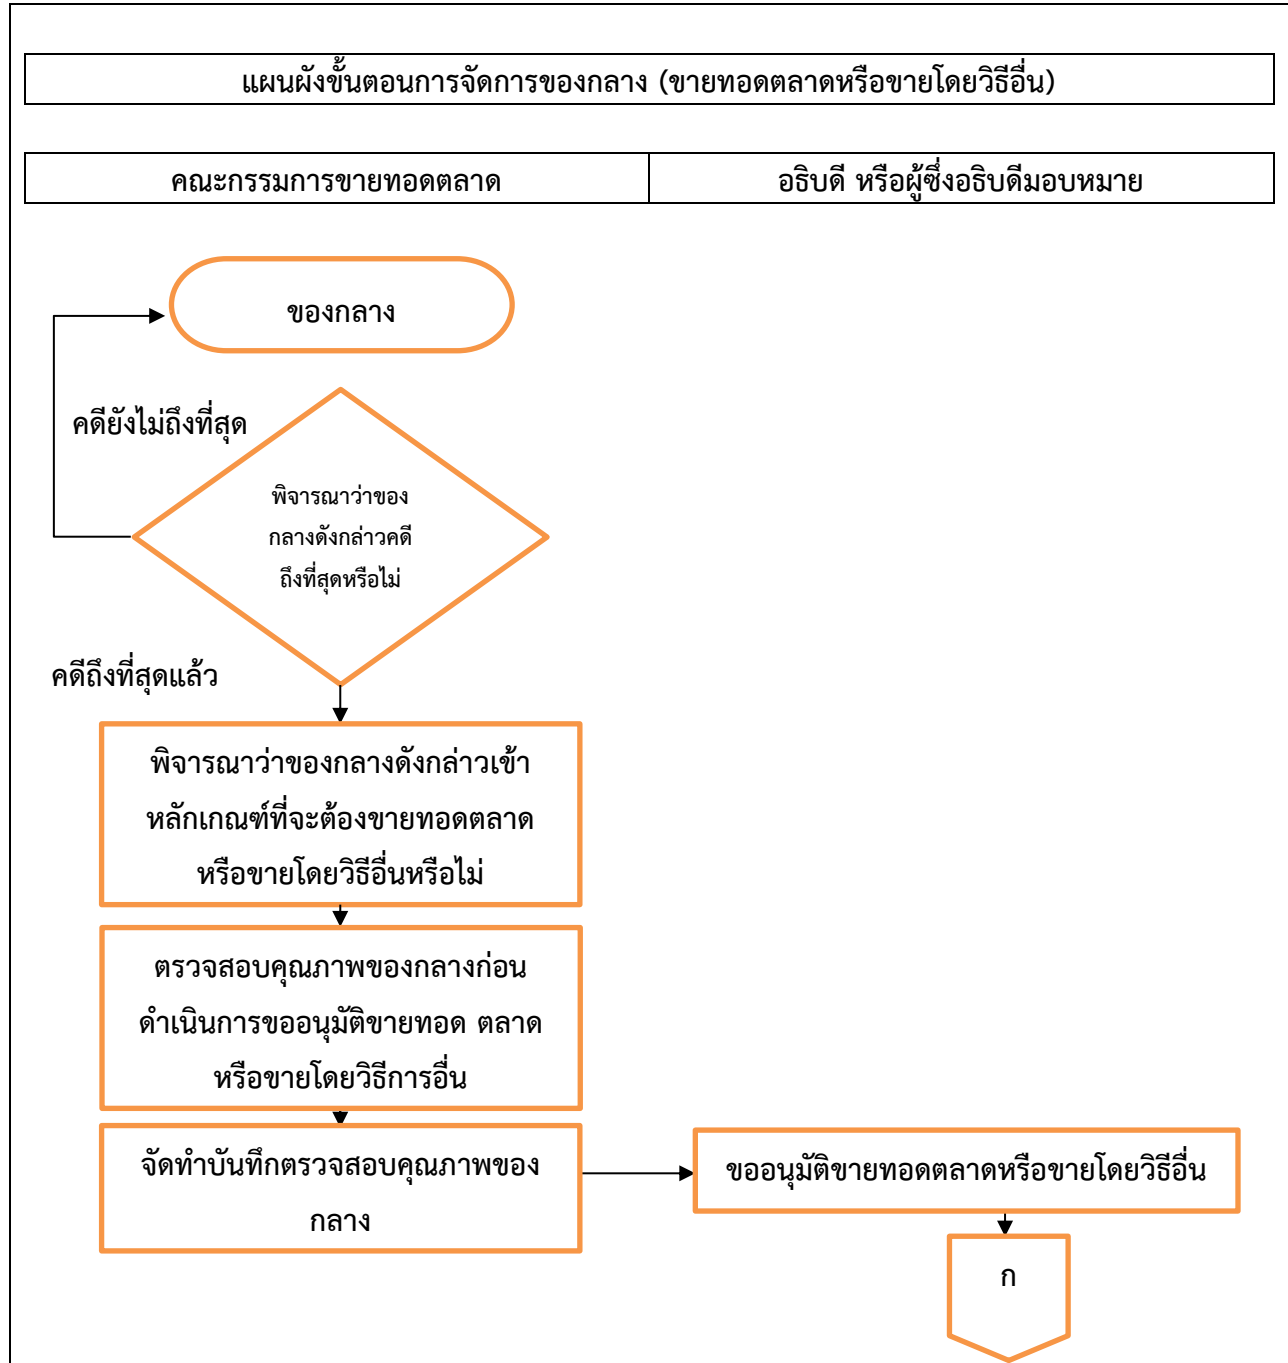 แผนผังขั้นตอนการจัดการของกลาง (ขายทอดตลาดหรือขายโดยวิธีอื่น)
คณะกรรมการขายทอดตลาด
อธิบดี หรือผู้ซึ่งอธิบดีมอบหมาย
ของกลาง
คดียังไม่ถึงที่สุด
พิจารณาว่าของ
กลางดังกล่าวคดี
ถึงที่สุดหรือไม่
คดีถึงที่สุดแล้ว
พิจารณาว่าของกลางดังกล่าวเข้า
หลักเกณฑ์ที่จะต้องขายทอดตลาด
หรือขายโดยวิธีอื่นหรือไม่
ตรวจสอบคุณภาพของกลางก่อน
ดำเนินการขออนุมัติขายทอด ตลาด
หรือขายโดยวิธีการอื่น
จัดทำบันทึกตรวจสอบคุณภาพของ
กลาง
ขออนุมัติขายทอดตลาดหรือขายโดยวิธีอื่น
ก